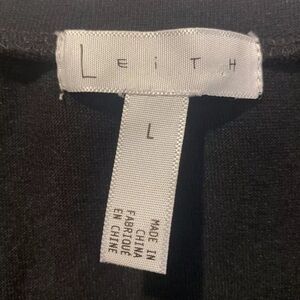 LEiTH
L
MADE IN
CHINA
FABRIQUÉ
EN CHINE